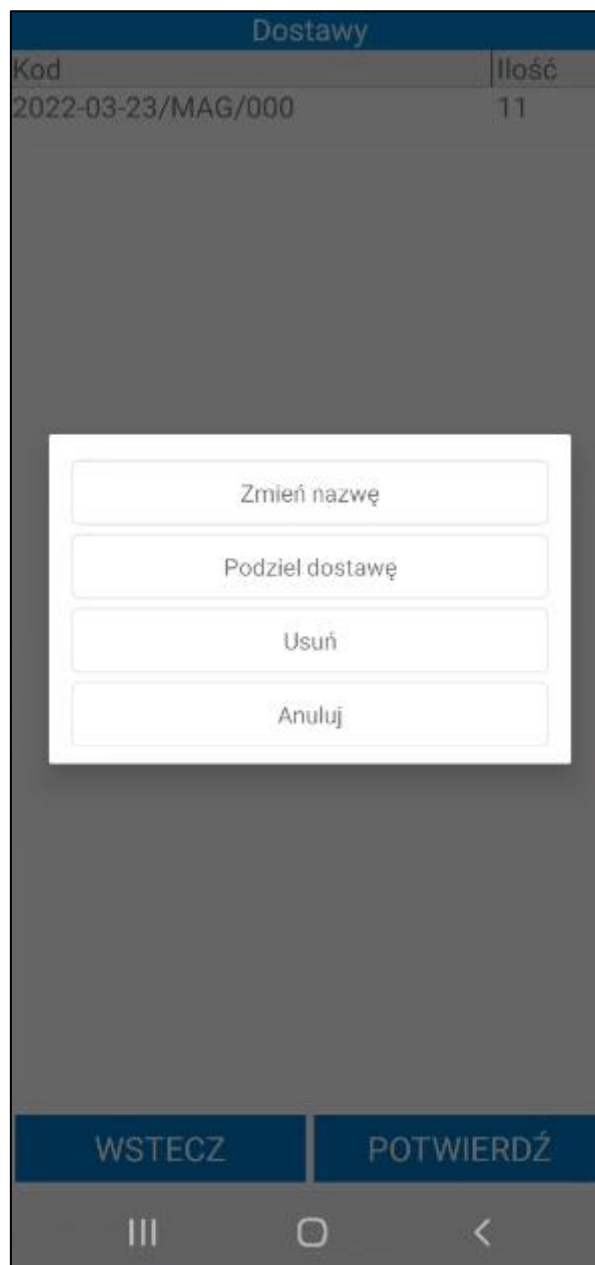 Dostawy
Kod Ilość
2022-03-23/MAG/000 11
Zmień nazwę
Podziel dostawę
Usuń
Anuluj
WSTECZ POTWIERDŹ